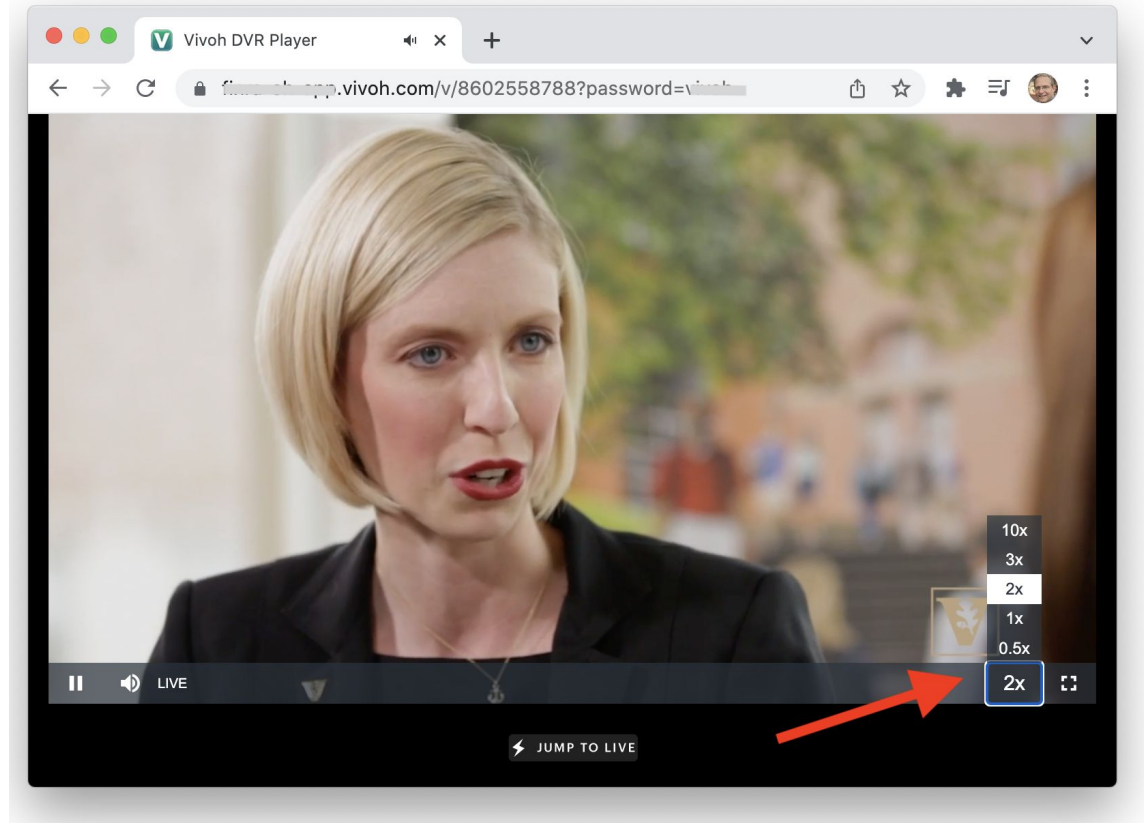 Vivoh DVR Player
.vivoh.com/v/8602558788?password=
10x
3x
2x
1x
0.5x
LIVE
2x
JUMP TO LIVE